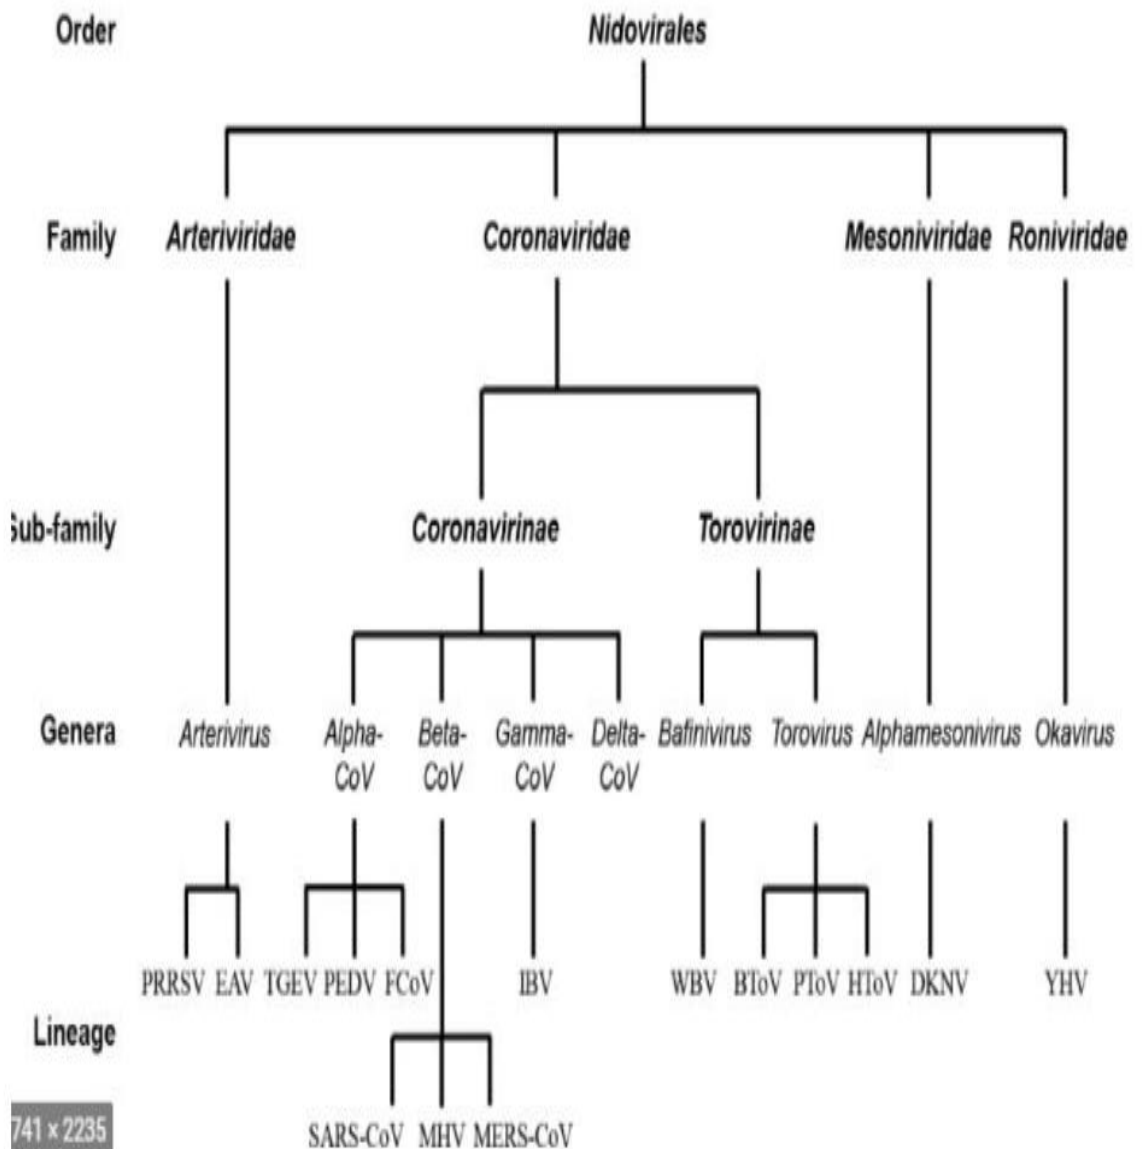 Order Nidovirales
Family Arteriviridae Coronaviridae Mesoniviridae Roniviridae
Sub-family Coronavirinae Torovirinae
Genera Arterivirus Alpha- Beta- Gamma- Delta- Bafinivirus Torovirus Alphamesonivirus Okavirus
CoV CoV CoV CoV
PRRSV EAV TGEV PEDV FCoV IBV WBV BToV PToV HToV DKNV YHV
Lineage
SARS-CoV MHV MERS-CoV
741 × 2235